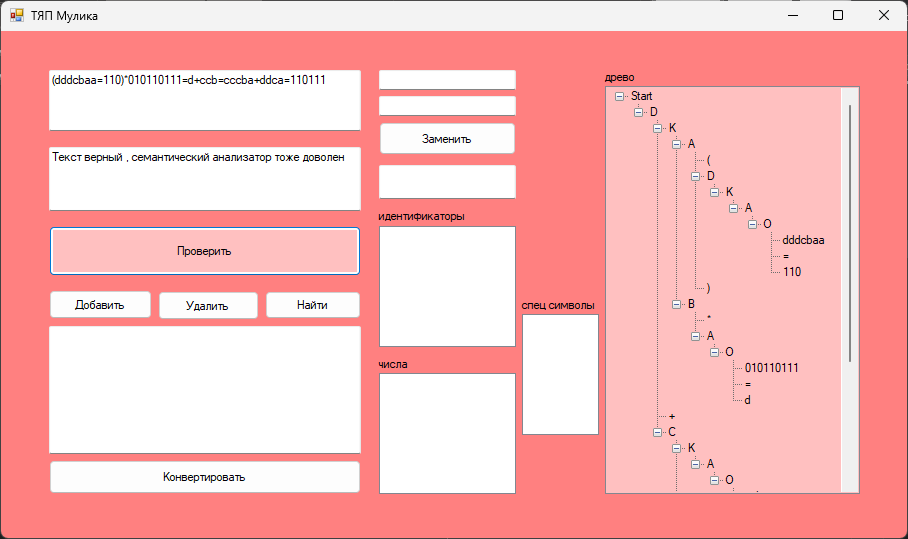 ТЯП Мулика
(dddcbaa=110)*010110111=d+ccb=cccba+ddca=110111
Текст верный , семантический анализатор тоже доволен
Проверить
Добавить
Удалить
Найти
Конвертировать
Заменить
идентификаторы
числа
спец символы
древо
Start
D
K
A
(
D
K
A
O
dddcbaa
=
110
)
B
*
A
O
010110111
=
d
+
C
K
A
O